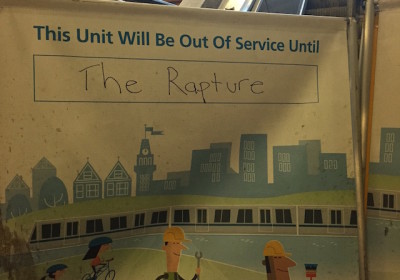 This Unit Will Be Out Of Service Until
The Rapture